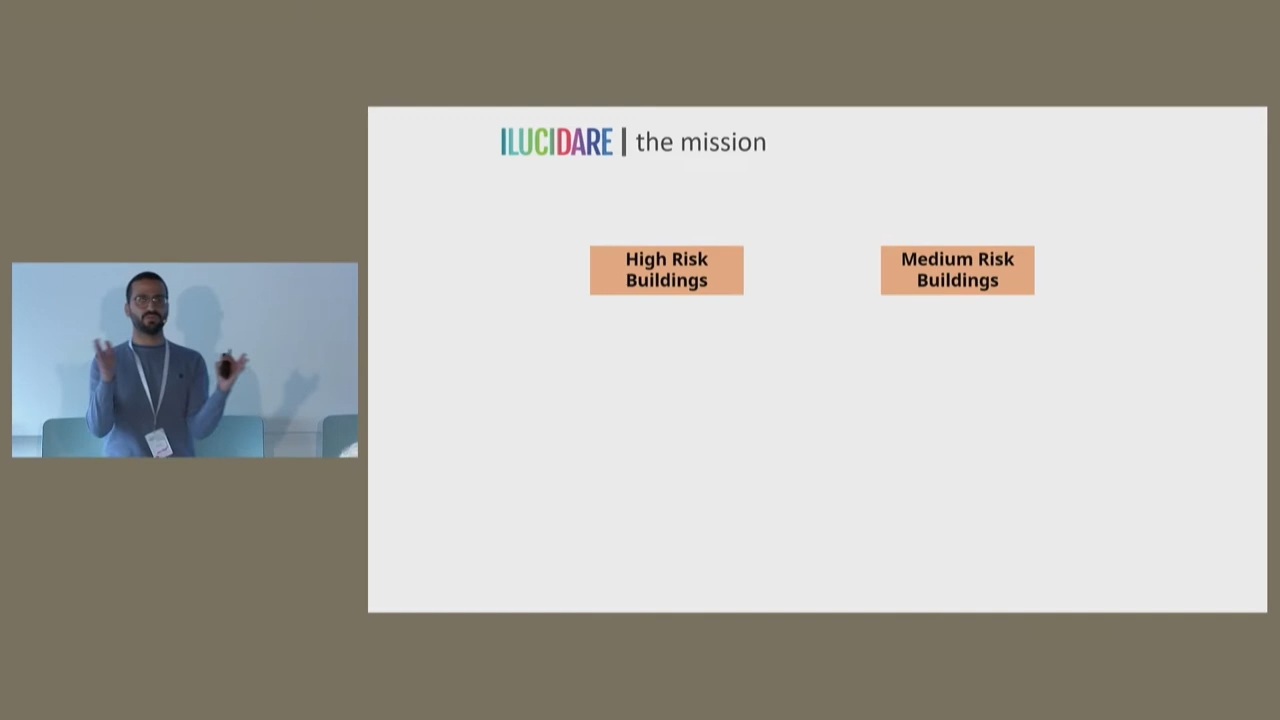 ILUCIDARE | the mission
High Risk
Buildings
Medium Risk
Buildings